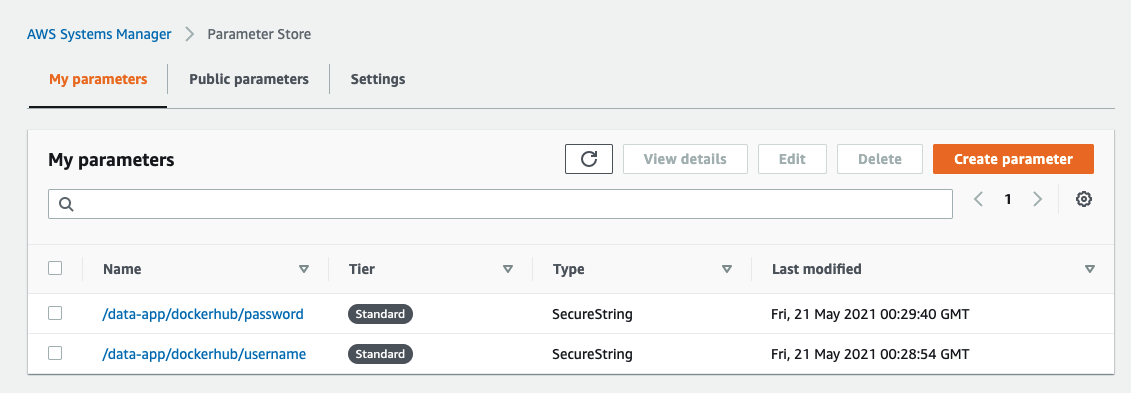 AWS Systems Manager > Parameter Store
My parameters Public parameters Settings
My parameters View details Edit Delete Create parameter
1
Name Tier Type Last modified
/data-app/dockerhub/password Standard SecureString Fri, 21 May 2021 00:29:40 GMT
/data-app/dockerhub/username Standard SecureString Fri, 21 May 2021 00:28:54 GMT